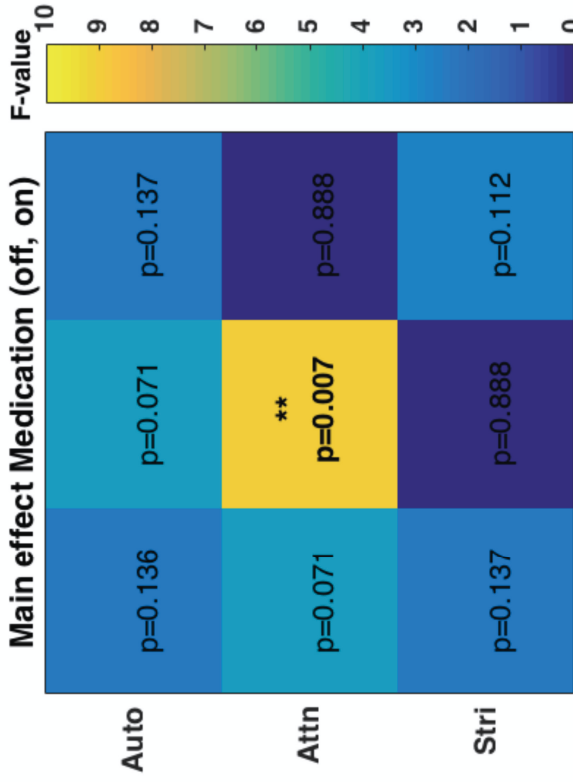 Main effect Medication (off, on)
F-value
Auto
p=0.136
p=0.071
p=0.137
Attn
p=0.071
**
p=0.007
p=0.888
Stri
p=0.137
p=0.888
p=0.112
10
9
8
7
6
5
4
3
2
1
0